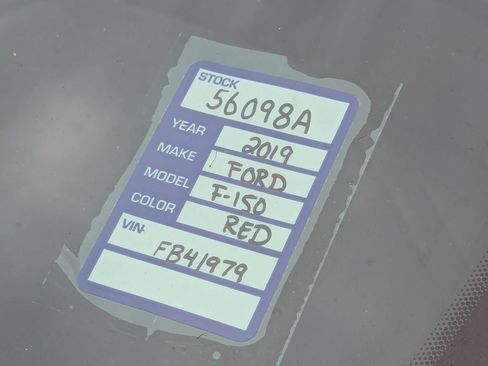 STOCK
56098A
YEAR 2019
MAKE FORD
MODEL F-150
COLOR RED
VIN
FB41979